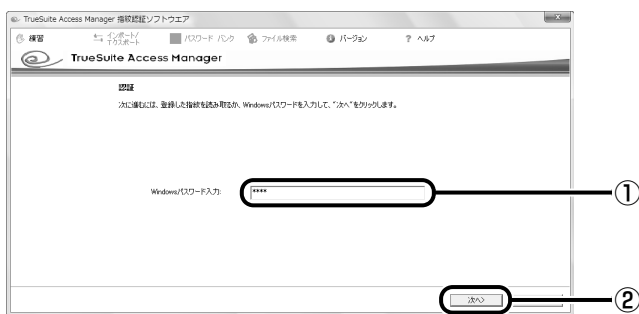 TrueSuite Access Manager 指紋認証ソフトウエア
練習 インポート/エクスポート パスワード バンク ファイル検索 バージョン ? ヘルプ
TrueSuite Access Manager
認証
次に進むには、登録した指紋を読み取るか、Windowsパスワードを入力して、"次へ"をクリックします。
Windowsパスワード入力: ****
①
次へ>
②